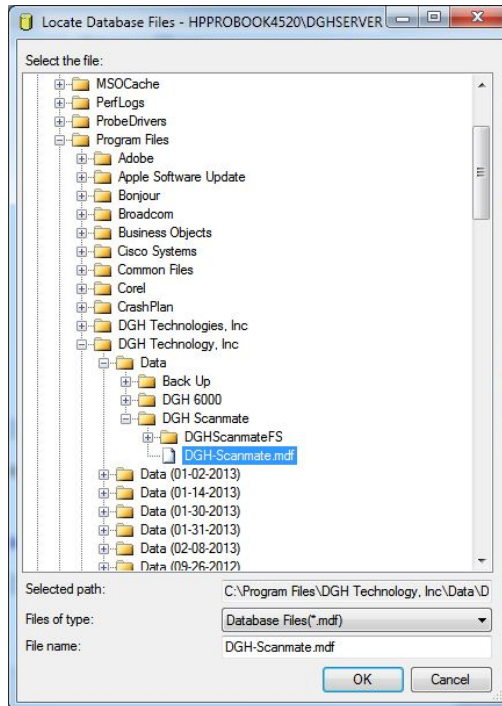 Locate Database Files - HPPROBOOK4520\DGHSERVER
Select the file:
MSOCache
PerfLogs
ProbeDrivers
Program Files
Adobe
Apple Software Update
Bonjour
Broadcom
Business Objects
Cisco Systems
Common Files
Corel
CrashPlan
DGH Technologies, Inc
DGH Technology, Inc
Data
Back Up
DGH 6000
DGH Scanmate
DGHScanmateFS
DGH-Scanmate.mdf
Data (01-02-2013)
Data (01-14-2013)
Data (01-30-2013)
Data (01-31-2013)
Data (02-08-2013)
Data (09-26-2012)
Selected path: C:\Program Files\DGH Technology, Inc\Data\D
Files of type: Database Files(*.mdf)
File name: DGH-Scanmate.mdf
OK Cancel